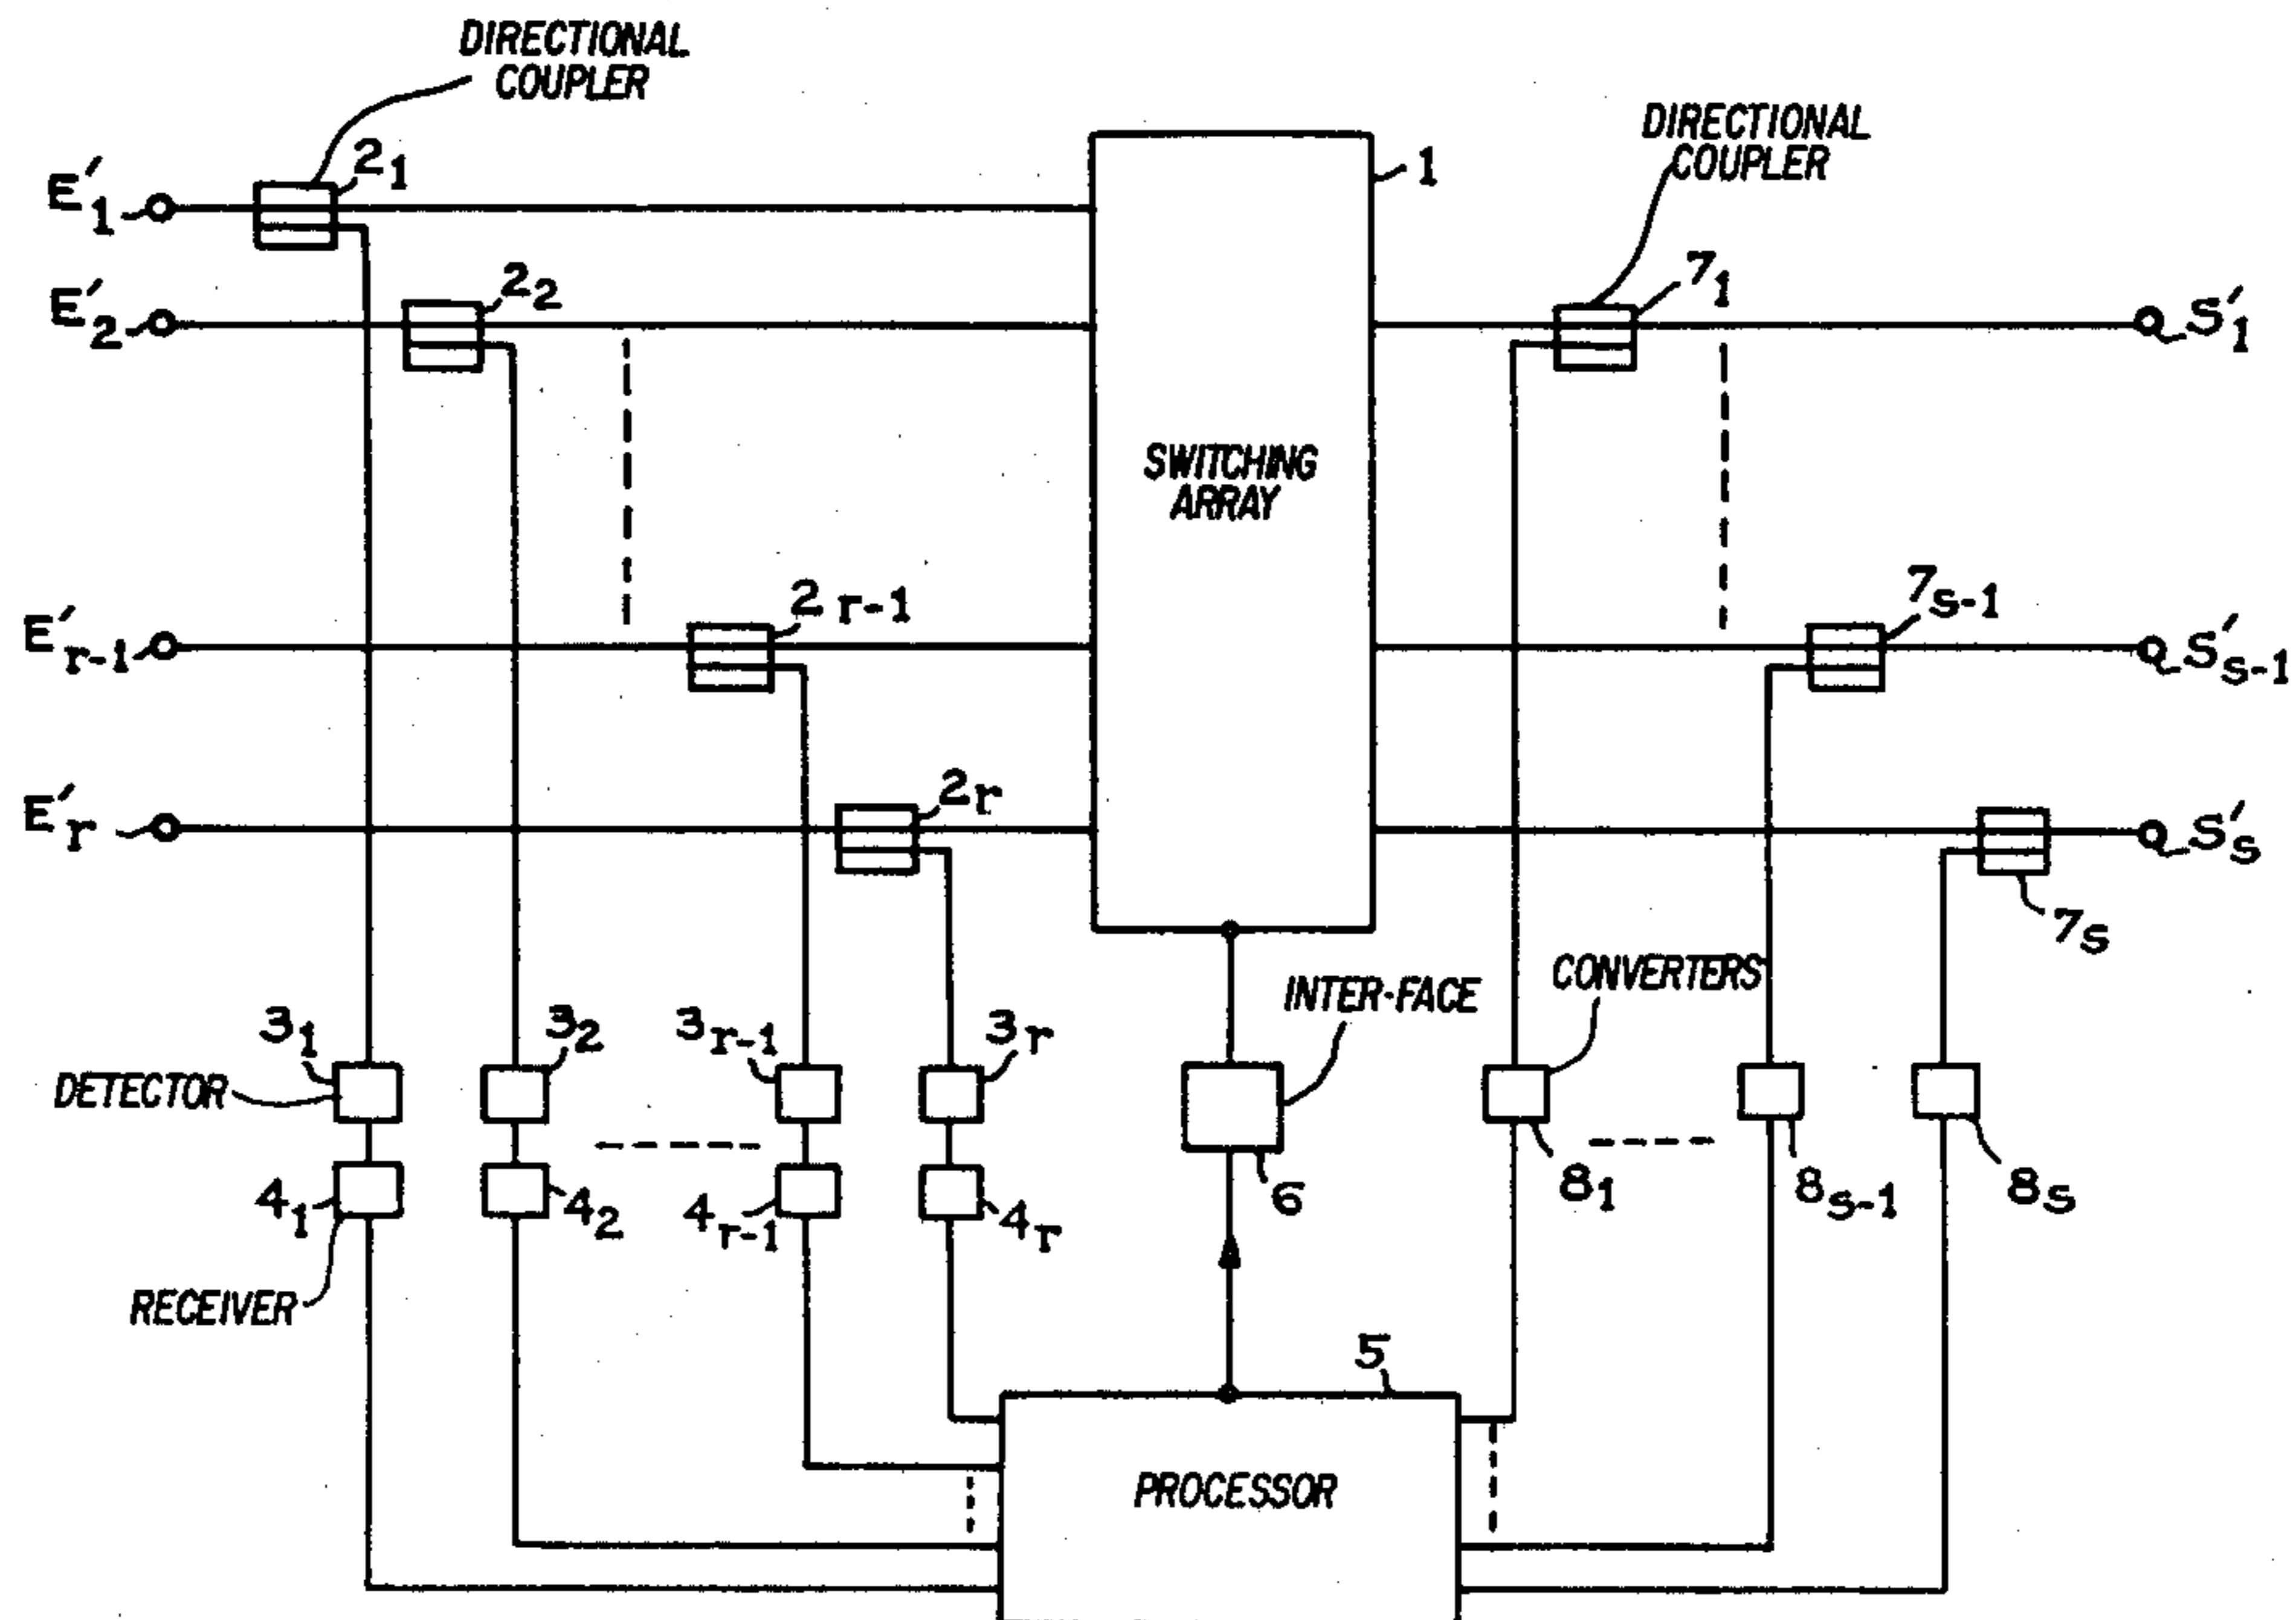 DIRECTIONAL
COUPLER
DIRECTIONAL
COUPLER
E'1
2₁
1
E'2
2₂
7₁
S'1
SWITCHING
ARRAY
E'r-1
2r-1
7s-1
S's-1
E'r
2r
S's
7s
INTER-FACE
CONVERTERS
3₁
3₂
3r-1
3r
DETECTOR
4₁
4₂
4r-1
4r
6
8₁
8s-1
8s
RECEIVER
5
PROCESSOR